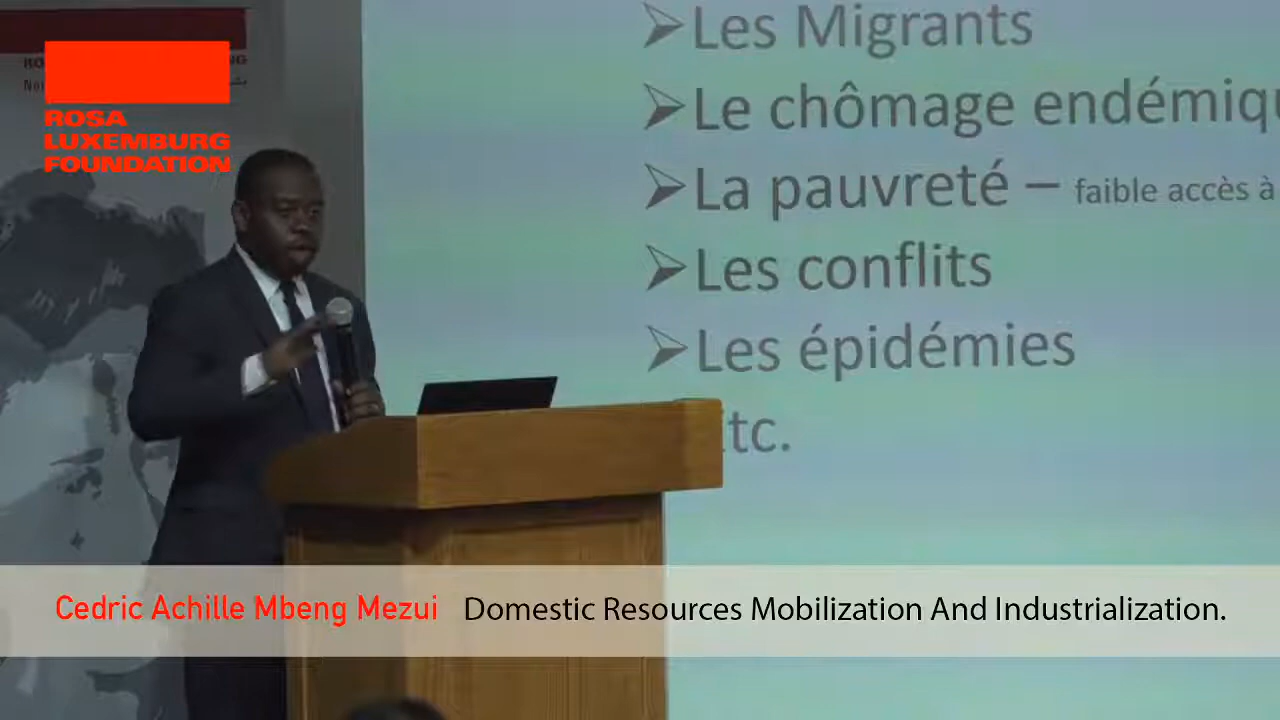 ROSA
LUXEMBURG
FOUNDATION
Les Migrants
Le chômage
La pauvreté – faible accès à
Les conflits
Les épidémies
tc.
Cedric Achille Mbeng Mezui Domestic Resources Mobilization And Industrialization.